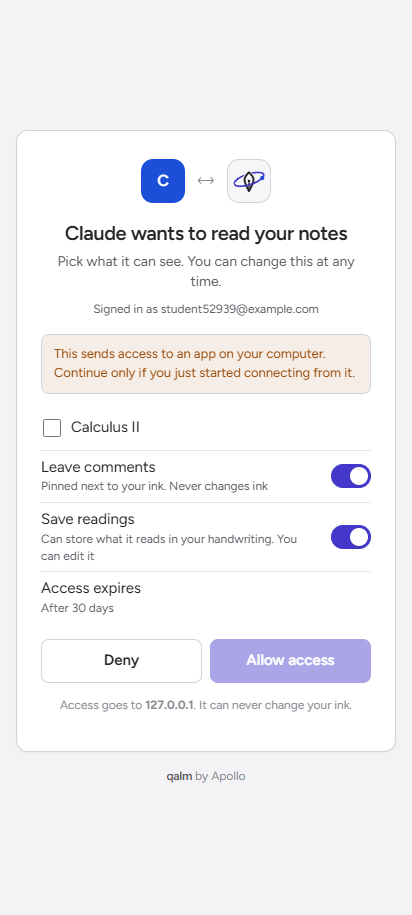 C
Claude wants to read your notes
Pick what it can see. You can change this at any
time.
Signed in as student52939@example.com
This sends access to an app on your computer.
Continue only if you just started connecting from it.
Calculus II
Leave comments
Pinned next to your ink. Never changes ink
Save readings
Can store what it reads in your handwriting. You
can edit it
Access expires
After 30 days
Deny
Allow access
Access goes to 127.0.0.1. It can never change your ink.
qalm by Apollo